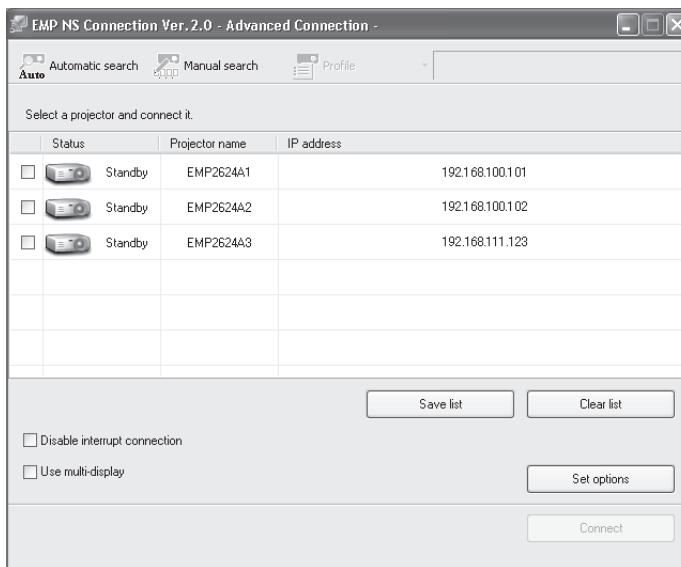 EMP NS Connection Ver.2.0 - Advanced Connection -
Auto Automatic search Manual search Profile
Select a projector and connect it.
Status Projector name IP address
Standby EMP2624A1 192.168.100.101
Standby EMP2624A2 192.168.100.102
Standby EMP2624A3 192.168.111.123
Save list Clear list
Disable interrupt connection
Use multi-display
Set options
Connect